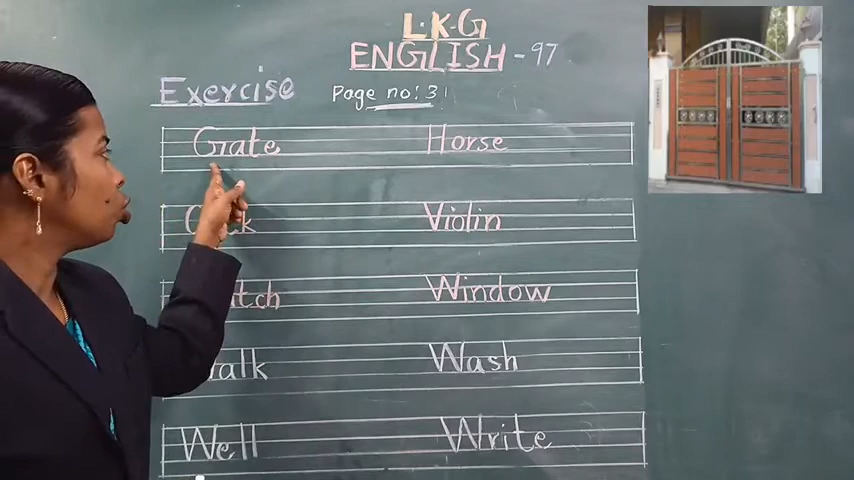 L.K-G
ENGLISH - 97
Exercise
Page no: 31
Gate Horse
Violin
Window
Wash
Well Write